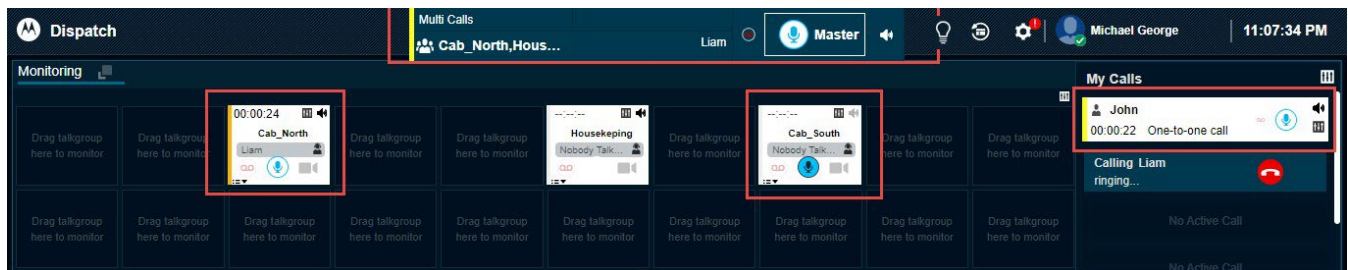 Dispatch
Multi Calls
Cab_North,Hous...
Liam
Master
Michael George
11:07:34 PM
Monitoring
My Calls
Drag talkgroup
here to monitor
Drag talkgroup
here to monitor
00:00:24
Cab_North
Liam
Drag talkgroup
here to monitor
Drag talkgroup
here to monitor
--:--:--
Housekeping
Nobody Talk...
Drag talkgroup
here to monitor
--:--:--
Cab_South
Nobody Talk...
Drag talkgroup
here to monitor
Drag talkgroup
here to monitor
John
00:00:22 One-to-one call
Calling Liam
ringing...
Drag talkgroup
here to monitor
Drag talkgroup
here to monitor
Drag talkgroup
here to monitor
Drag talkgroup
here to monitor
Drag talkgroup
here to monitor
Drag talkgroup
here to monitor
Drag talkgroup
here to monitor
Drag talkgroup
here to monitor
Drag talkgroup
here to monitor
Drag talkgroup
here to monitor
No Active Call
No Active Call